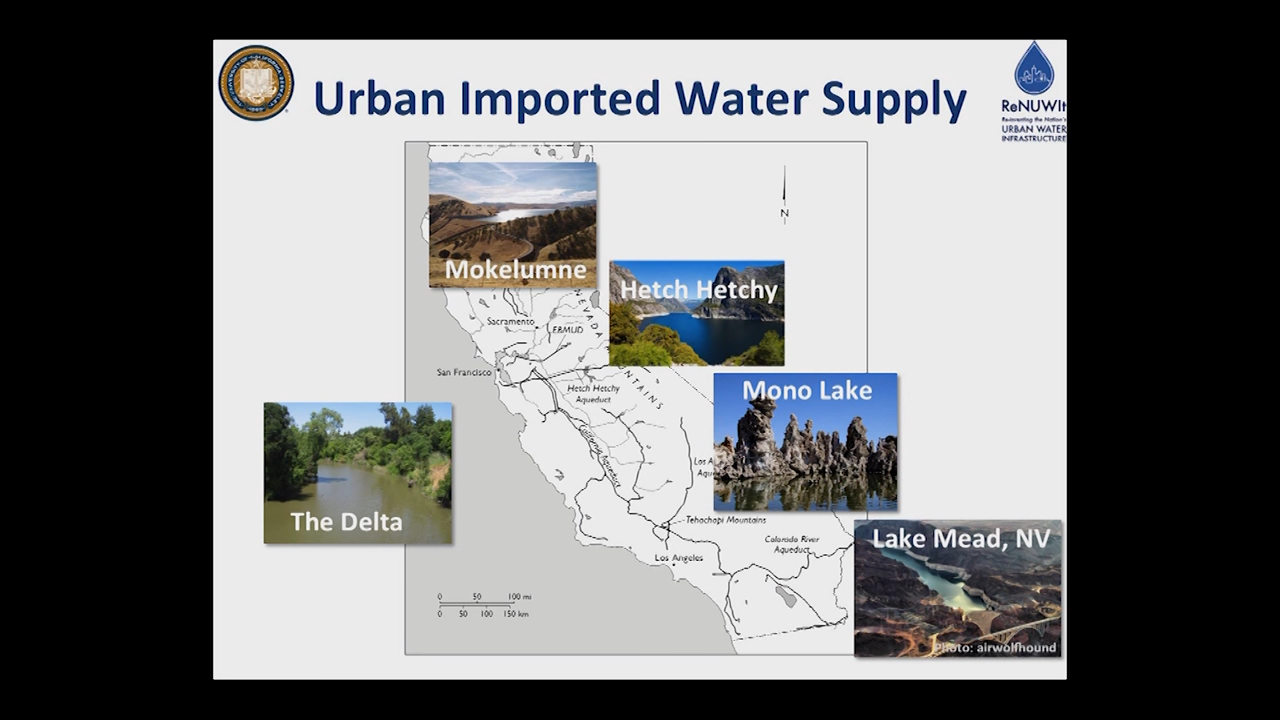 Urban Imported Water Supply
ReNUWIt
Re-inventing the Nation's
URBAN WATER
INFRASTRUCTURE
N
Mokelumne
Hetch Hetchy
NEVADA
Sacramento
EBMUD
San Francisco
Hetch Hetchy
Aqueduct
Mono Lake
California Aqueduct
Los A
Aqu
The Delta
Tehachapi Mountains
Colorado River
Aqueduct
Lake Mead, NV
Los Angeles
0 50 100 mi
0 50 100 150 km
Photo: airwolfhound